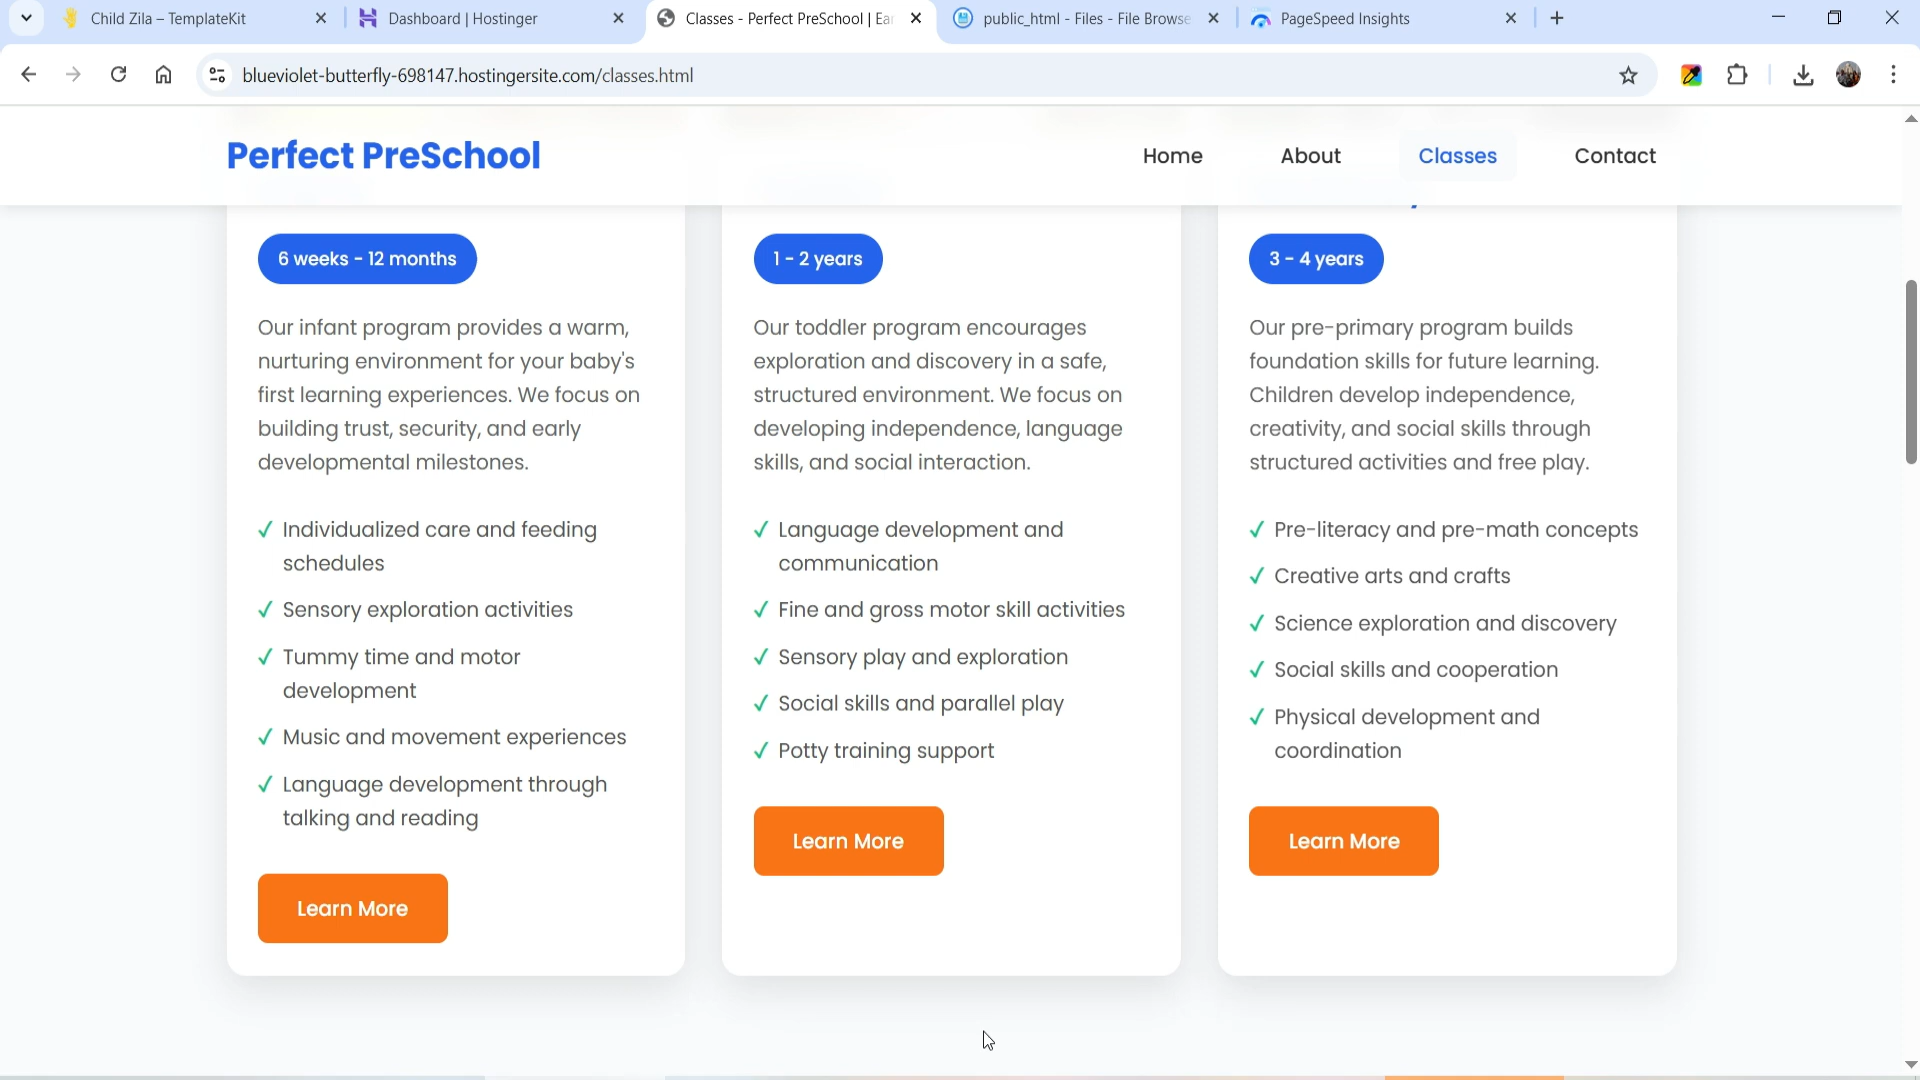 Child Zila – TemplateKit
Dashboard | Hostinger
Classes - Perfect PreSchool | Ea
public_html - Files - File Browse
PageSpeed Insights
blueviolet-butterfly-698147.hostingersite.com/classes.html
Perfect PreSchool
Home
About
Classes
Contact
6 weeks - 12 months
Our infant program provides a warm,
nurturing environment for your baby's
first learning experiences. We focus on
building trust, security, and early
developmental milestones.
✓ Individualized care and feeding
schedules
✓ Sensory exploration activities
✓ Tummy time and motor
development
✓ Music and movement experiences
✓ Language development through
talking and reading
Learn More
1 - 2 years
Our toddler program encourages
exploration and discovery in a safe,
structured environment. We focus on
developing independence, language
skills, and social interaction.
✓ Language development and
communication
✓ Fine and gross motor skill activities
✓ Sensory play and exploration
✓ Social skills and parallel play
✓ Potty training support
Learn More
3 - 4 years
Our pre-primary program builds
foundation skills for future learning.
Children develop independence,
creativity, and social skills through
structured activities and free play.
✓ Pre-literacy and pre-math concepts
✓ Creative arts and crafts
✓ Science exploration and discovery
✓ Social skills and cooperation
✓ Physical development and
coordination
Learn More